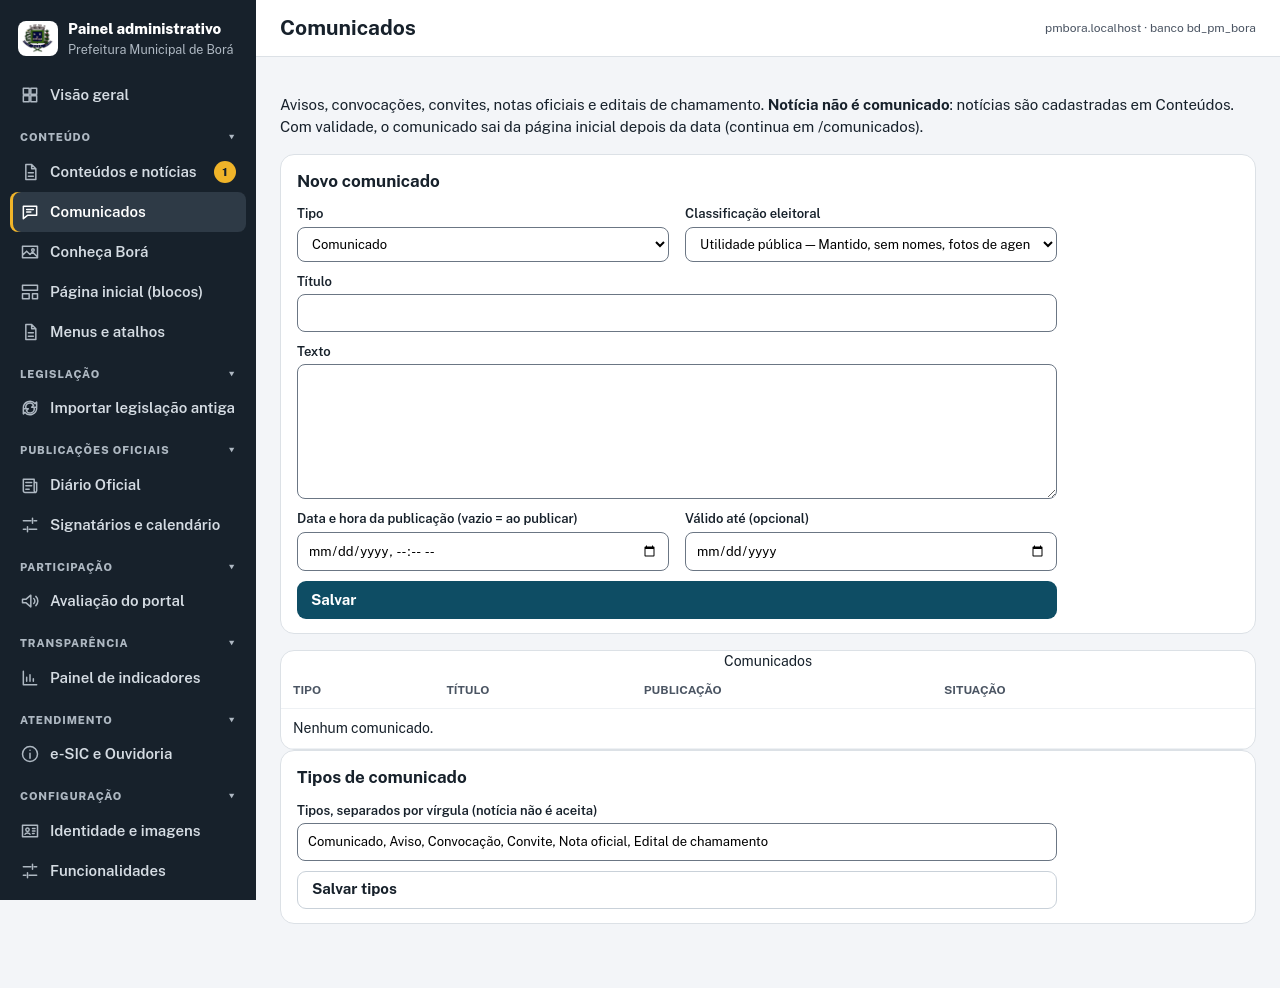 Painel administrativo
Prefeitura Municipal de Borá
Visão geral
CONTEÚDO
Conteúdos e notícias 1
Comunicados
Conheça Borá
Página inicial (blocos)
Menus e atalhos
LEGISLAÇÃO
Importar legislação antiga
PUBLICAÇÕES OFICIAIS
Diário Oficial
Signatários e calendário
PARTICIPAÇÃO
Avaliação do portal
TRANSPARÊNCIA
Painel de indicadores
ATENDIMENTO
e-SIC e Ouvidoria
CONFIGURAÇÃO
Identidade e imagens
Funcionalidades
Comunicados
pmbora.localhost · banco bd_pm_bora
Avisos, convocações, convites, notas oficiais e editais de chamamento. Notícia não é comunicado: notícias são cadastradas em Conteúdos.
Com validade, o comunicado sai da página inicial depois da data (continua em /comunicados).
Novo comunicado
Tipo
Classificação eleitoral
Comunicado
Utilidade pública — Mantido, sem nomes, fotos de agen
Título
Texto
Data e hora da publicação (vazio = ao publicar)
Válido até (opcional)
mm/dd/yyyy, --:-- --
mm/dd/yyyy
Salvar
Comunicados
TIPO TÍTULO PUBLICAÇÃO SITUAÇÃO
Nenhum comunicado.
Tipos de comunicado
Tipos, separados por vírgula (notícia não é aceita)
Comunicado, Aviso, Convocação, Convite, Nota oficial, Edital de chamamento
Salvar tipos